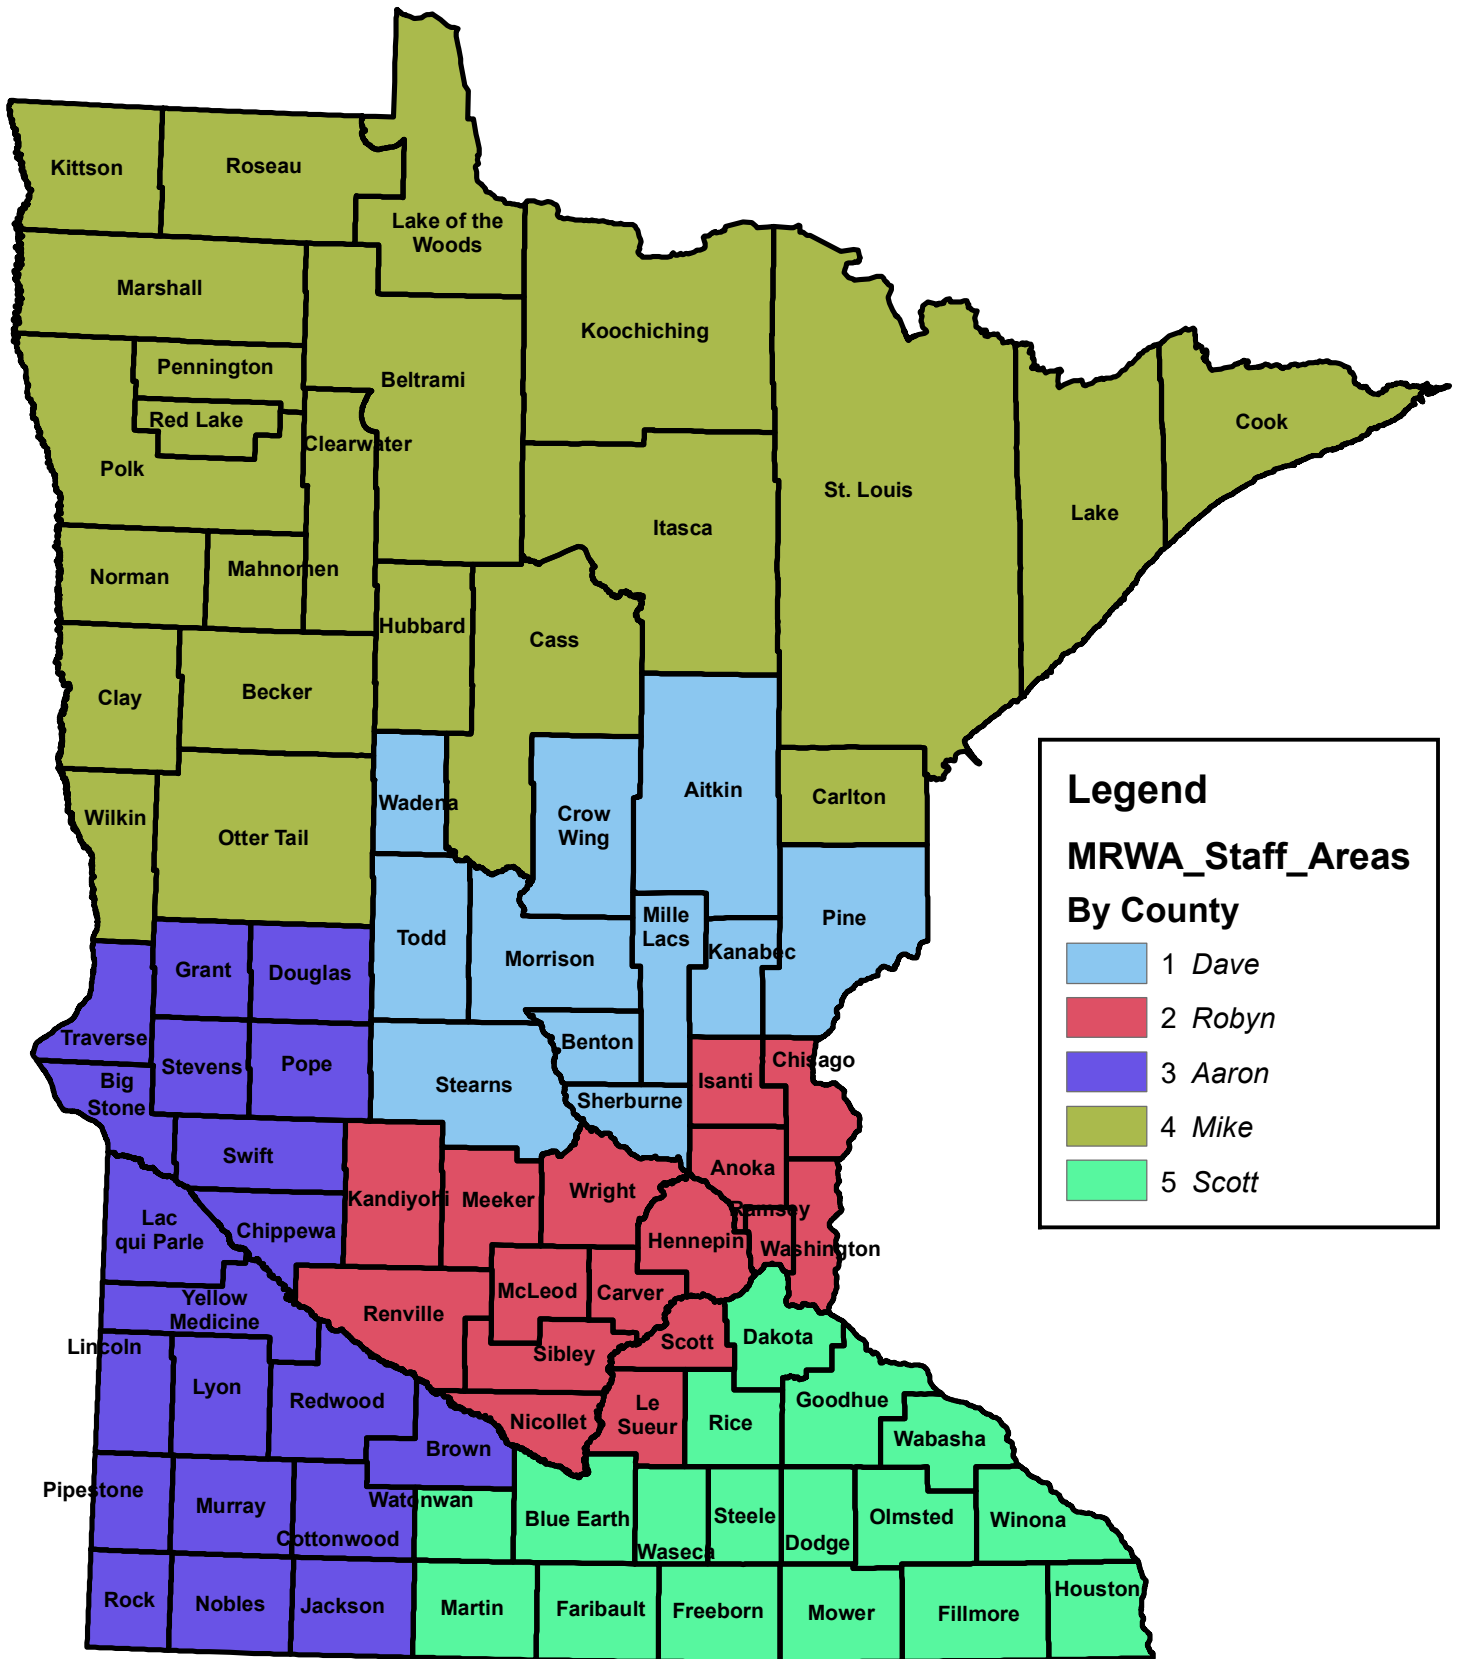 Kittson
Roseau
Lake of the
Woods
Marshall
Koochiching
Pennington
Beltrami
Red Lake
Cook
Clearwater
Polk
St. Louis
Lake
Itasca
Norman
Mahnomen
Hubbard
Cass
Clay
Becker
Wadena
Aitkin
Carlton
Wilkin
Crow
Wing
Otter Tail
Mille
Lacs
Pine
Todd
Kanabec
Morrison
Grant
Douglas
Traverse
Benton
Stevens
Pope
Chisago
Big
Stone
Stearns
Isanti
Sherburne
Swift
Anoka
Kandiyohi
Meeker
Wright
Ramsey
Lac
qui Parle
Chippewa
Hennepin
Washington
Yellow
Medicine
Renville
McLeod
Carver
Lincoln
Scott
Dakota
Sibley
Lyon
Redwood
Nicollet
Le
Sueur
Rice
Goodhue
Brown
Wabasha
Pipestone
Murray
Watonwan
Cottonwood
Blue Earth
Waseca
Steele
Dodge
Olmsted
Winona
Rock
Nobles
Jackson
Martin
Faribault
Freeborn
Mower
Fillmore
Houston
Legend
MRWA_Staff_Areas
By County
1 Dave
2 Robyn
3 Aaron
4 Mike
5 Scott